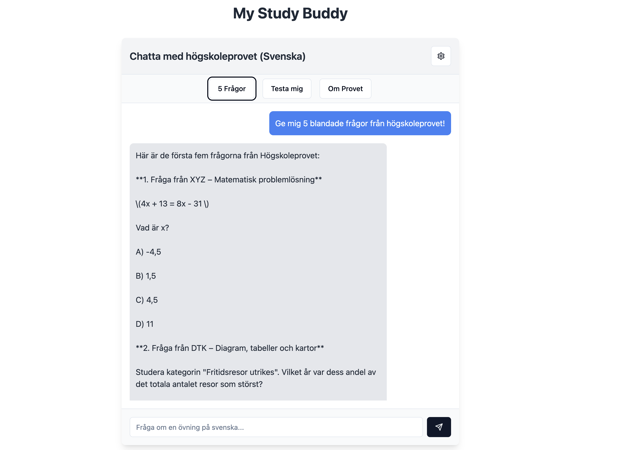 My Study Buddy
Chatta med högskoleprovet (Svenska)
5 Frågor
Testa mig
Om Provet
Ge mig 5 blandade frågor från högskoleprovet!
Här är de första fem frågorna från Högskoleprovet:
**1. Fråga från XYZ – Matematisk problemlösning**
\(4x + 13 = 8x - 31 \)
Vad är x?
A) -4,5
B) 1,5
C) 4,5
D) 11
**2. Fråga från DTK – Diagram, tabeller och kartor**
Studera kategorin "Fritidsresor utrikes". Vilket år var dess andel av
det totala antalet resor som störst?
Fråga om en övning på svenska...